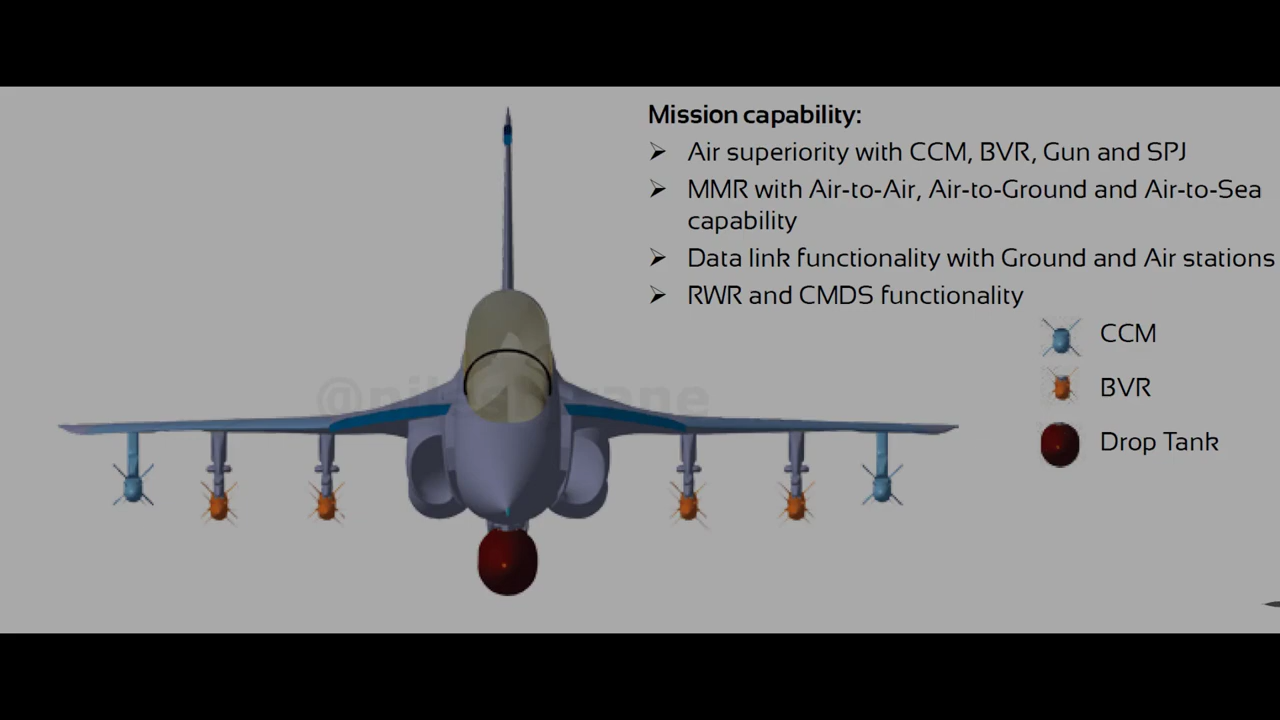 Mission capability:
Air superiority with CCM, BVR, Gun and SPJ
MMR with Air-to-Air, Air-to-Ground and Air-to-Sea
capability
Data link functionality with Ground and Air stations
RWR and CMDS functionality
CCM
BVR
Drop Tank